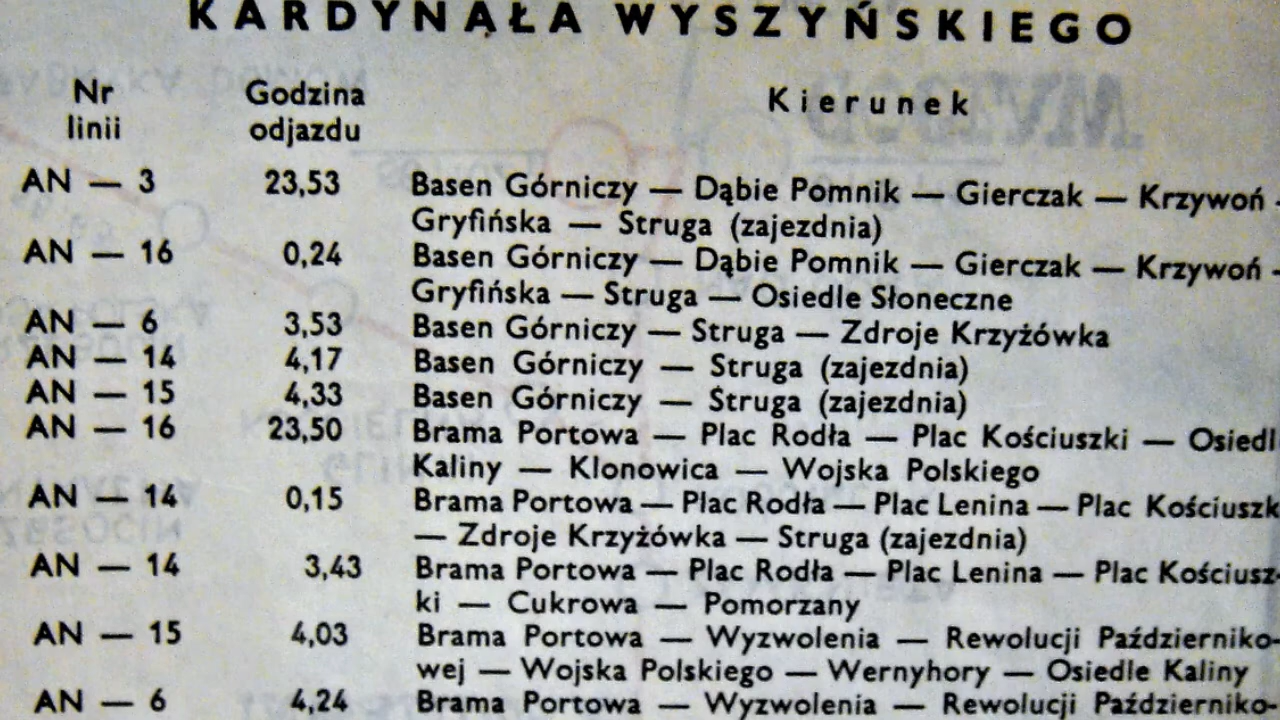 KARDYNAŁA WYSZYŃSKIEGO
Nr linii Godzina odjazdu Kierunek
AN — 3 23,53 Basen Górniczy — Dąbie Pomnik — Gierczak — Krzywoń -
Gryfińska — Struga (zajezdnia)
AN — 16 0,24 Basen Górniczy — Dąbie Pomnik — Gierczak — Krzywoń -
Gryfińska — Struga — Osiedle Słoneczne
AN — 6 3,53 Basen Górniczy — Struga — Zdroje Krzyżówka
AN — 14 4,17 Basen Górniczy — Struga (zajezdnia)
AN — 15 4,33 Basen Górniczy — Struga (zajezdnia)
AN — 16 23,50 Brama Portowa — Plac Rodła — Plac Kościuszki — Osiedl
Kaliny — Klonowica — Wojska Polskiego
AN — 14 0,15 Brama Portowa — Plac Rodła — Plac Lenina — Plac Kościuszk
— Zdroje Krzyżówka — Struga (zajezdnia)
AN — 14 3,43 Brama Portowa — Plac Rodła — Plac Lenina — Plac Kościusz-
ki — Cukrowa — Pomorzany
AN — 15 4,03 Brama Portowa — Wyzwolenia — Rewolucji Październiko-
wej — Wojska Polskiego — Wernyhory — Osiedle Kaliny
AN — 6 4,24 Brama Portowa — Wyzwolenia — Rewolucji Październiko-